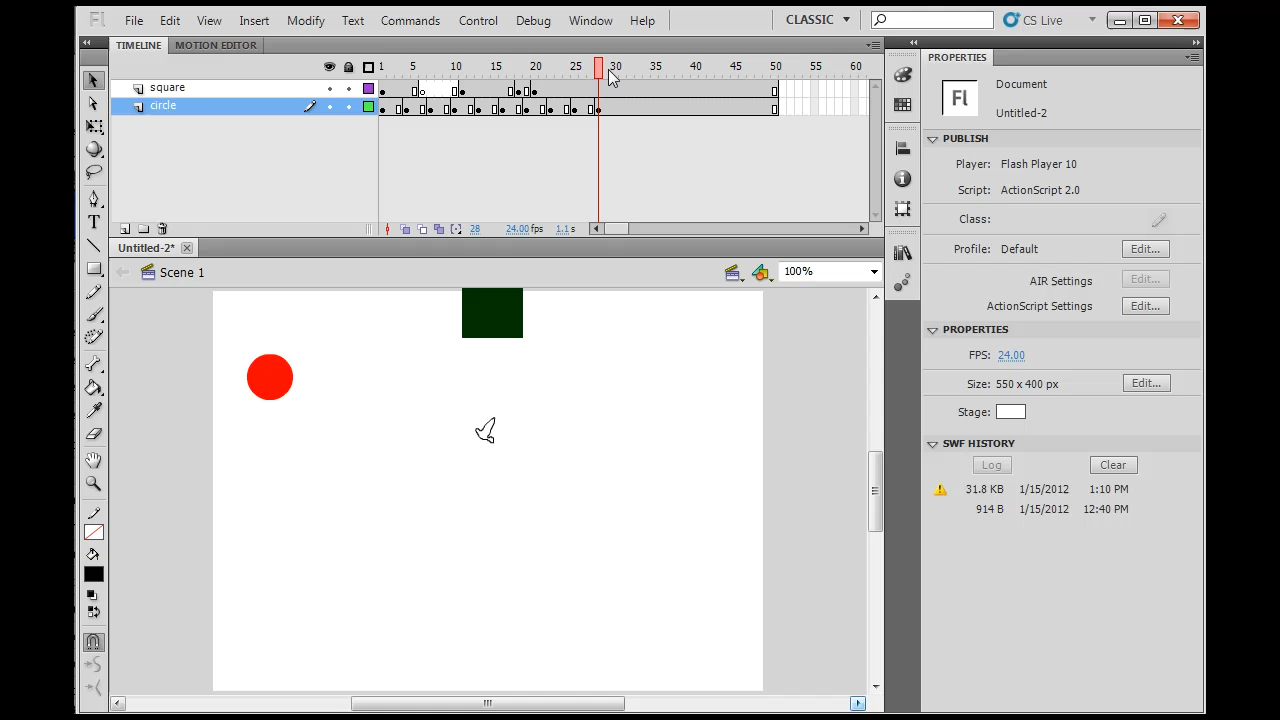 Fl File Edit View Insert Modify Text Commands Control Debug Window Help CLASSIC CS Live
TIMELINE MOTION EDITOR
1 5 10 15 20 25 30 35 40 45 50 55 60
square
circle
28 24.00 fps 1.1 s
Untitled-2*
Scene 1 100%
T
PROPERTIES
Fl
Document
Untitled-2
PUBLISH
Player: Flash Player 10
Script: ActionScript 2.0
Class:
Profile: Default Edit...
AIR Settings Edit...
ActionScript Settings Edit...
PROPERTIES
FPS: 24.00
Size: 550 x 400 px Edit...
Stage:
SWF HISTORY
Log Clear
31.8 KB 1/15/2012 1:10 PM
914 B 1/15/2012 12:40 PM